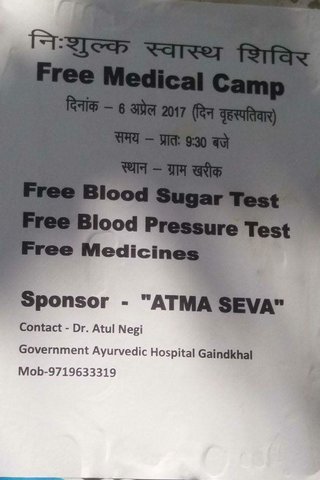 निःशुल्क स्वास्थ शिविर
Free Medical Camp
दिनांक – 6 अप्रेल 2017 (दिन वृहस्पतिवार)
समय – प्रातः 9:30 बजे
स्थान – ग्राम खरीक
Free Blood Sugar Test
Free Blood Pressure Test
Free Medicines
Sponsor - "ATMA SEVA"
Contact - Dr. Atul Negi
Government Ayurvedic Hospital Gaindkhal
Mob-9719633319